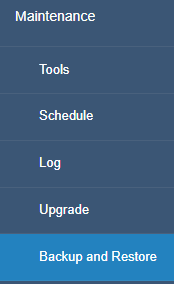 Maintenance
Tools
Schedule
Log
Upgrade
Backup and Restore